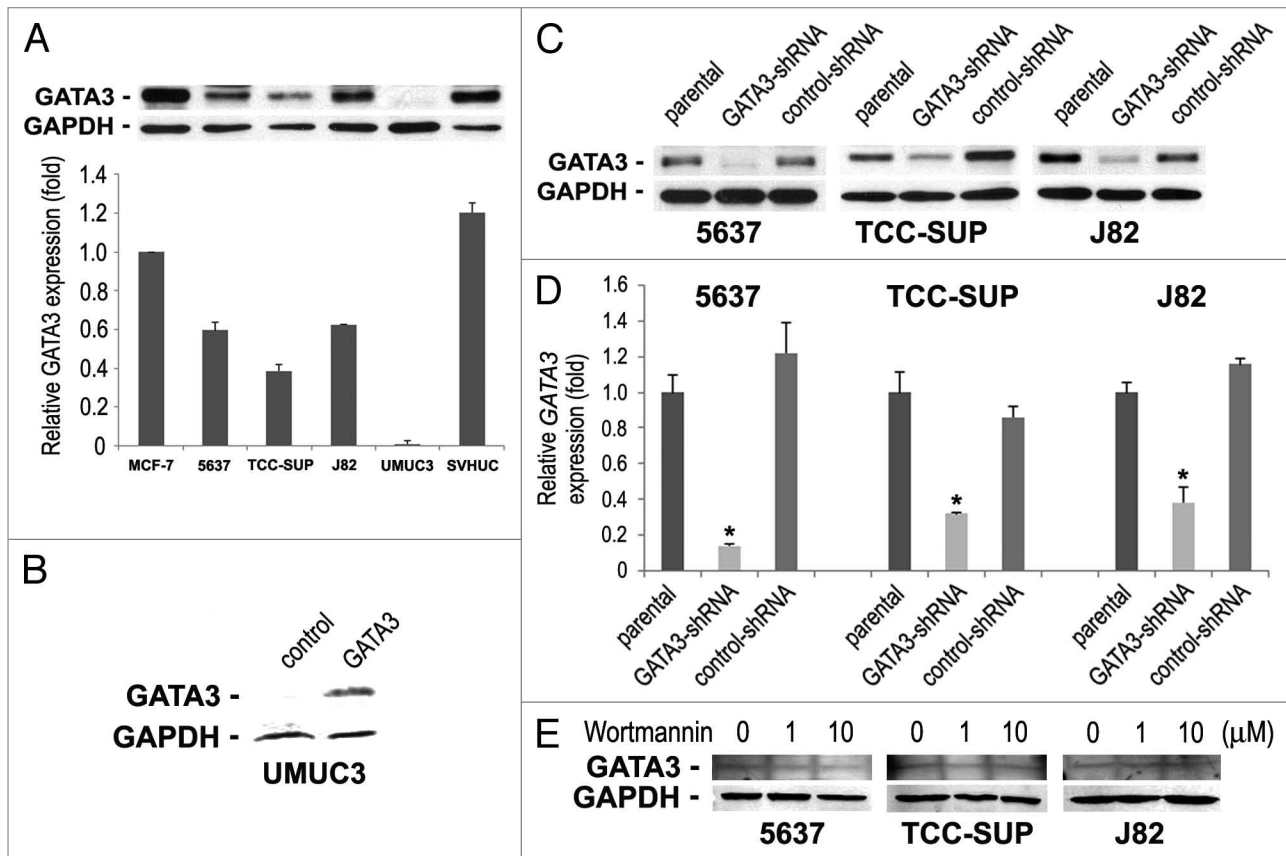 A
GATA3 -
GAPDH -
Relative GATA3 expression (fold)
1.4
1.2
1.0
0.8
0.6
0.4
0.2
0
MCF-7 5637 TCC-SUP J82 UMUC3 SVHUC
B
control GATA3
GATA3 -
GAPDH -
UMUC3
C
parental GATA3-shRNA control-shRNA parental GATA3-shRNA control-shRNA parental GATA3-shRNA control-shRNA
GATA3 -
GAPDH -
5637 TCC-SUP J82
D
5637 TCC-SUP J82
Relative GATA3
expression (fold)
1.6
1.4
1.2
1.0
0.8
0.6
0.4
0.2
0
* * *
parental GATA3-shRNA control-shRNA parental GATA3-shRNA control-shRNA parental GATA3-shRNA control-shRNA
E
Wortmannin 0 1 10 0 1 10 0 1 10 (μM)
GATA3 -
GAPDH -
5637 TCC-SUP J82